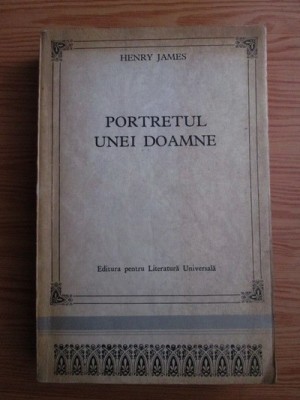 HENRY JAMES
PORTRETUL
UNEI DOAMNE
Editura pentru Literatură Universală